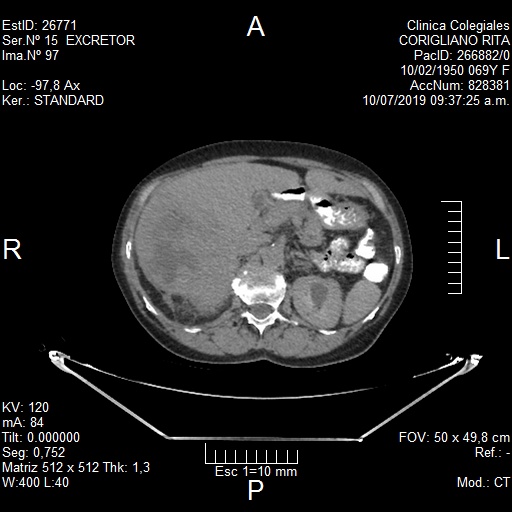 EstID: 26771
Ser.Nº 15  EXCRETOR
Ima.Nº 97
Loc: -97,8 Ax
Ker.: STANDARD
A
Clinica Colegiales
CORIGLIANO RITA
PacID: 266882/0
10/02/1950 069Y F
AccNum: 828381
10/07/2019 09:37:25 a.m.
R
L
KV: 120
mA: 84
Tilt: 0.000000
Seg: 0,752
Matriz 512 x 512 Thk: 1,3
W:400 L:40
Esc 1=10 mm
P
FOV: 50 x 49,8 cm
Ref.: -
Mod.: CT